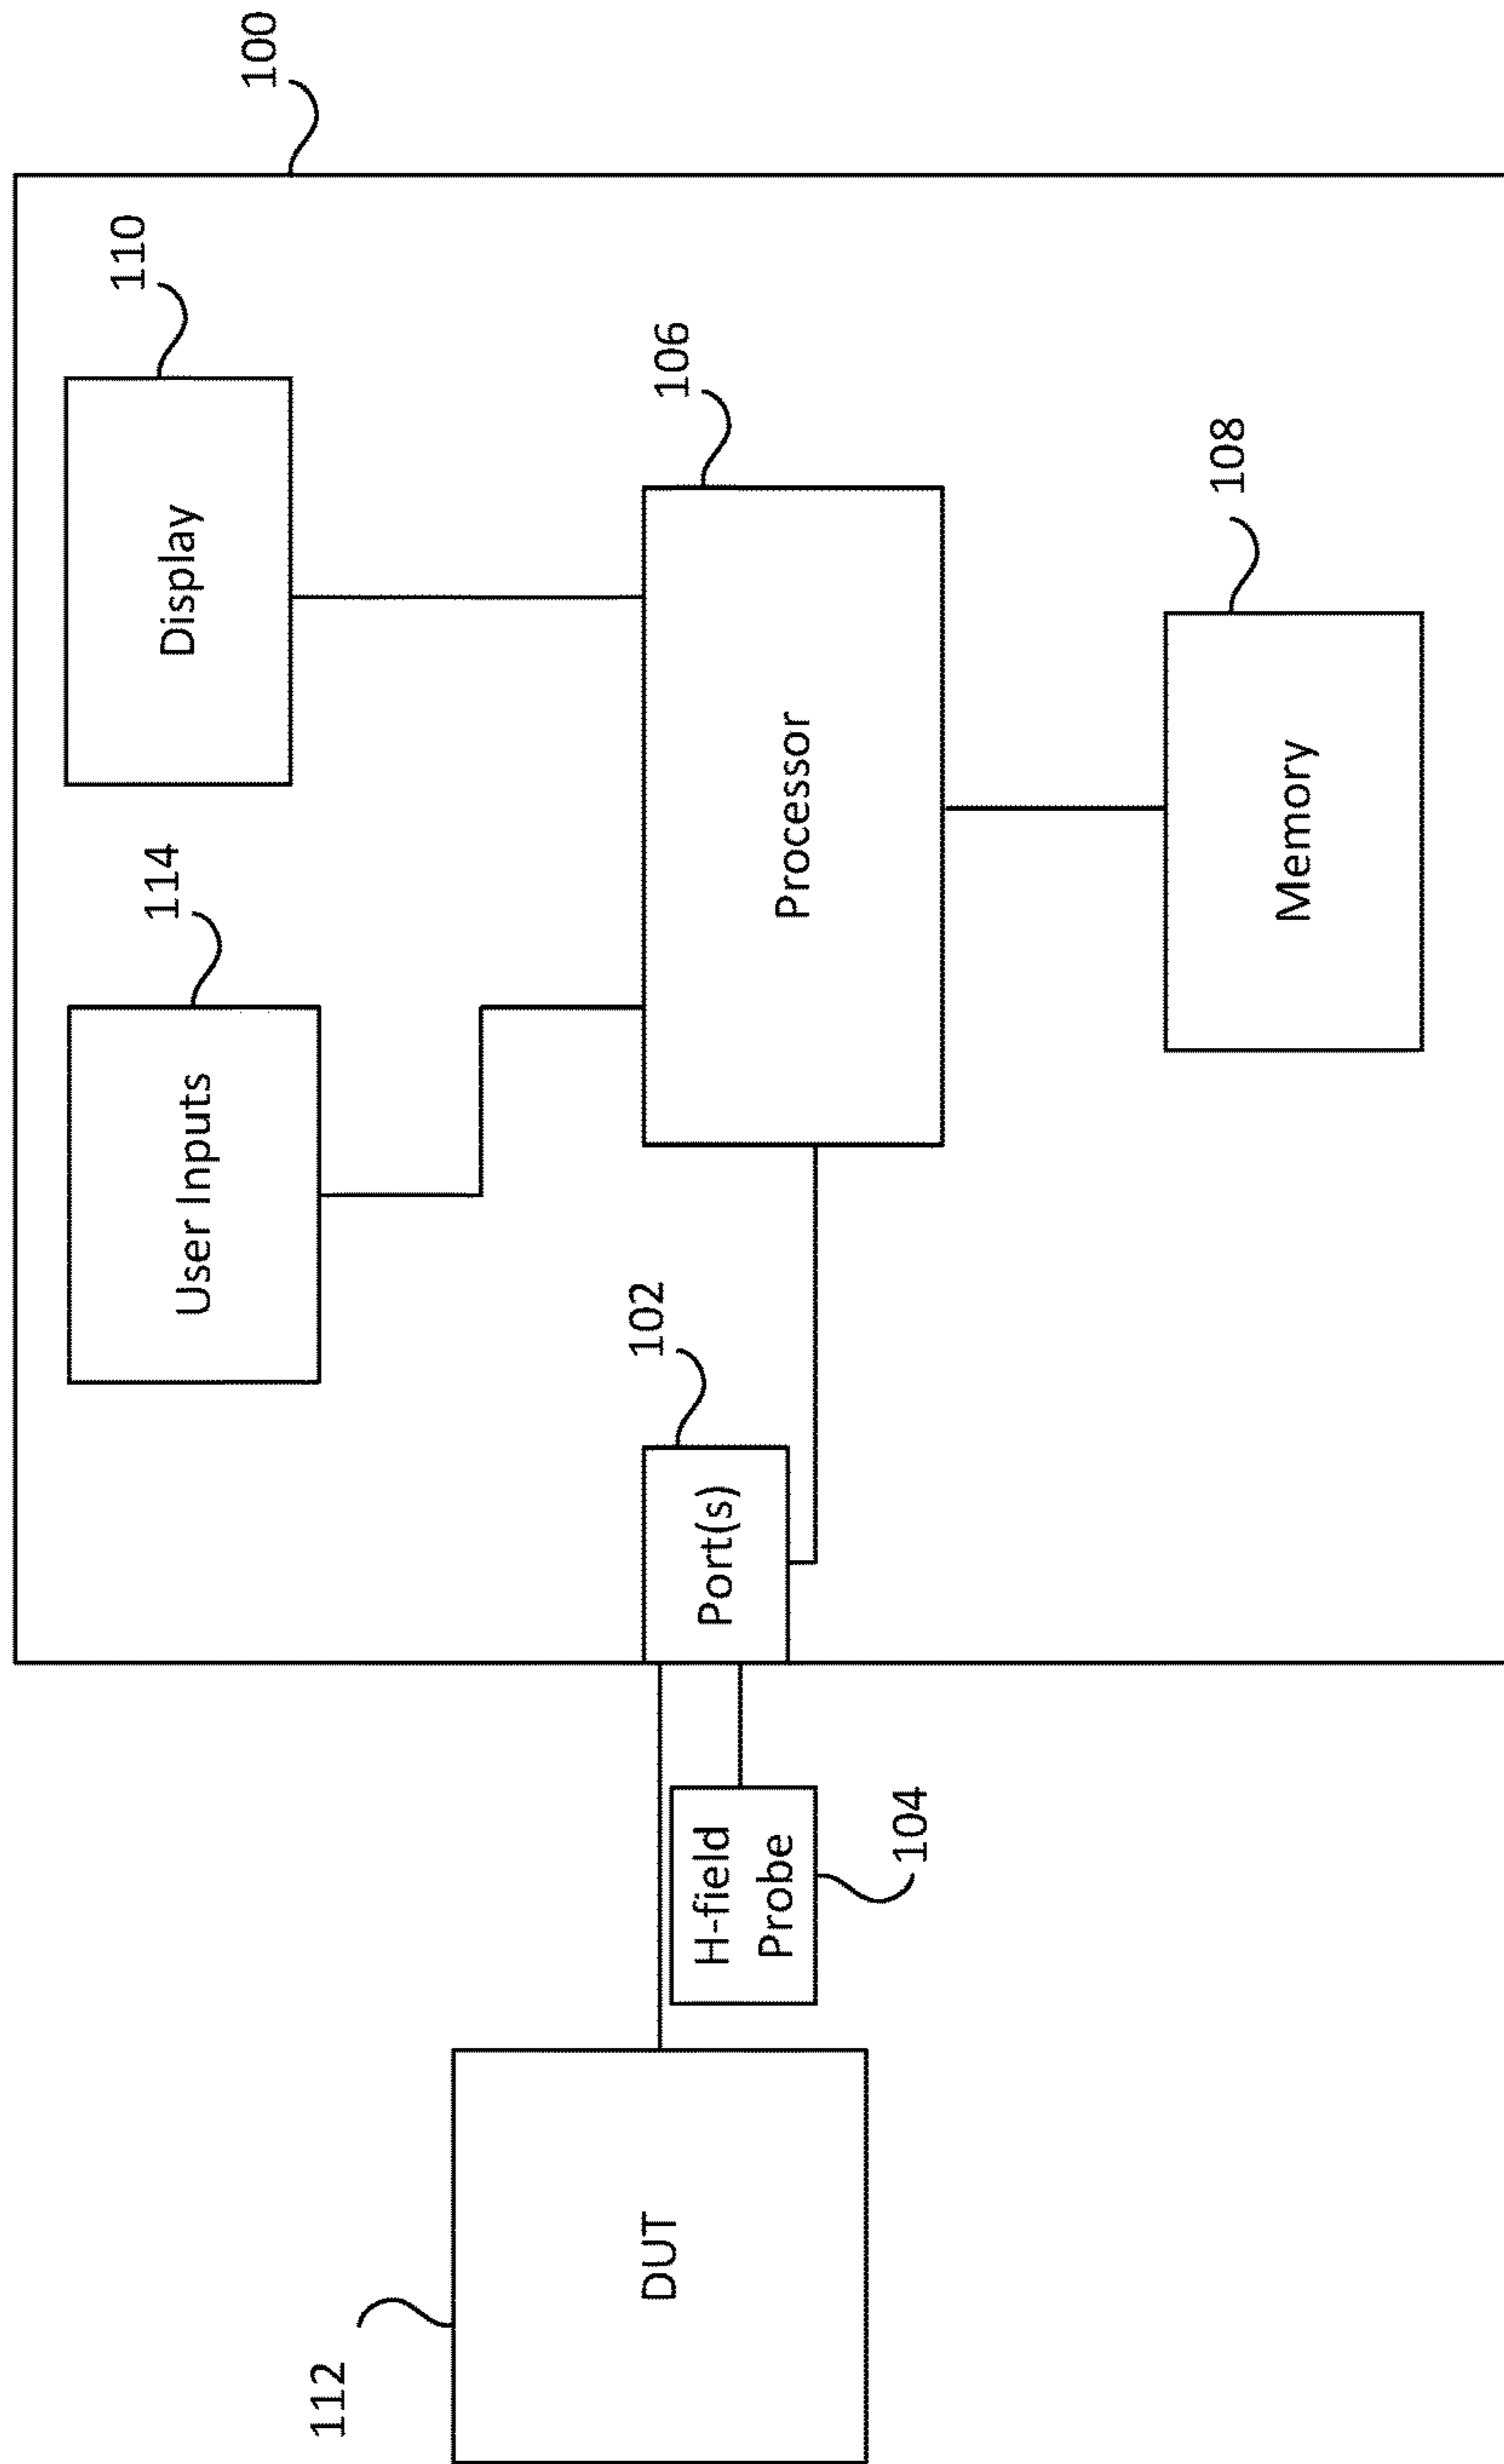 100
110
Display
114
User Inputs
106
Processor
108
Memory
102
Port(s)
H-field
Probe
104
DUT
112